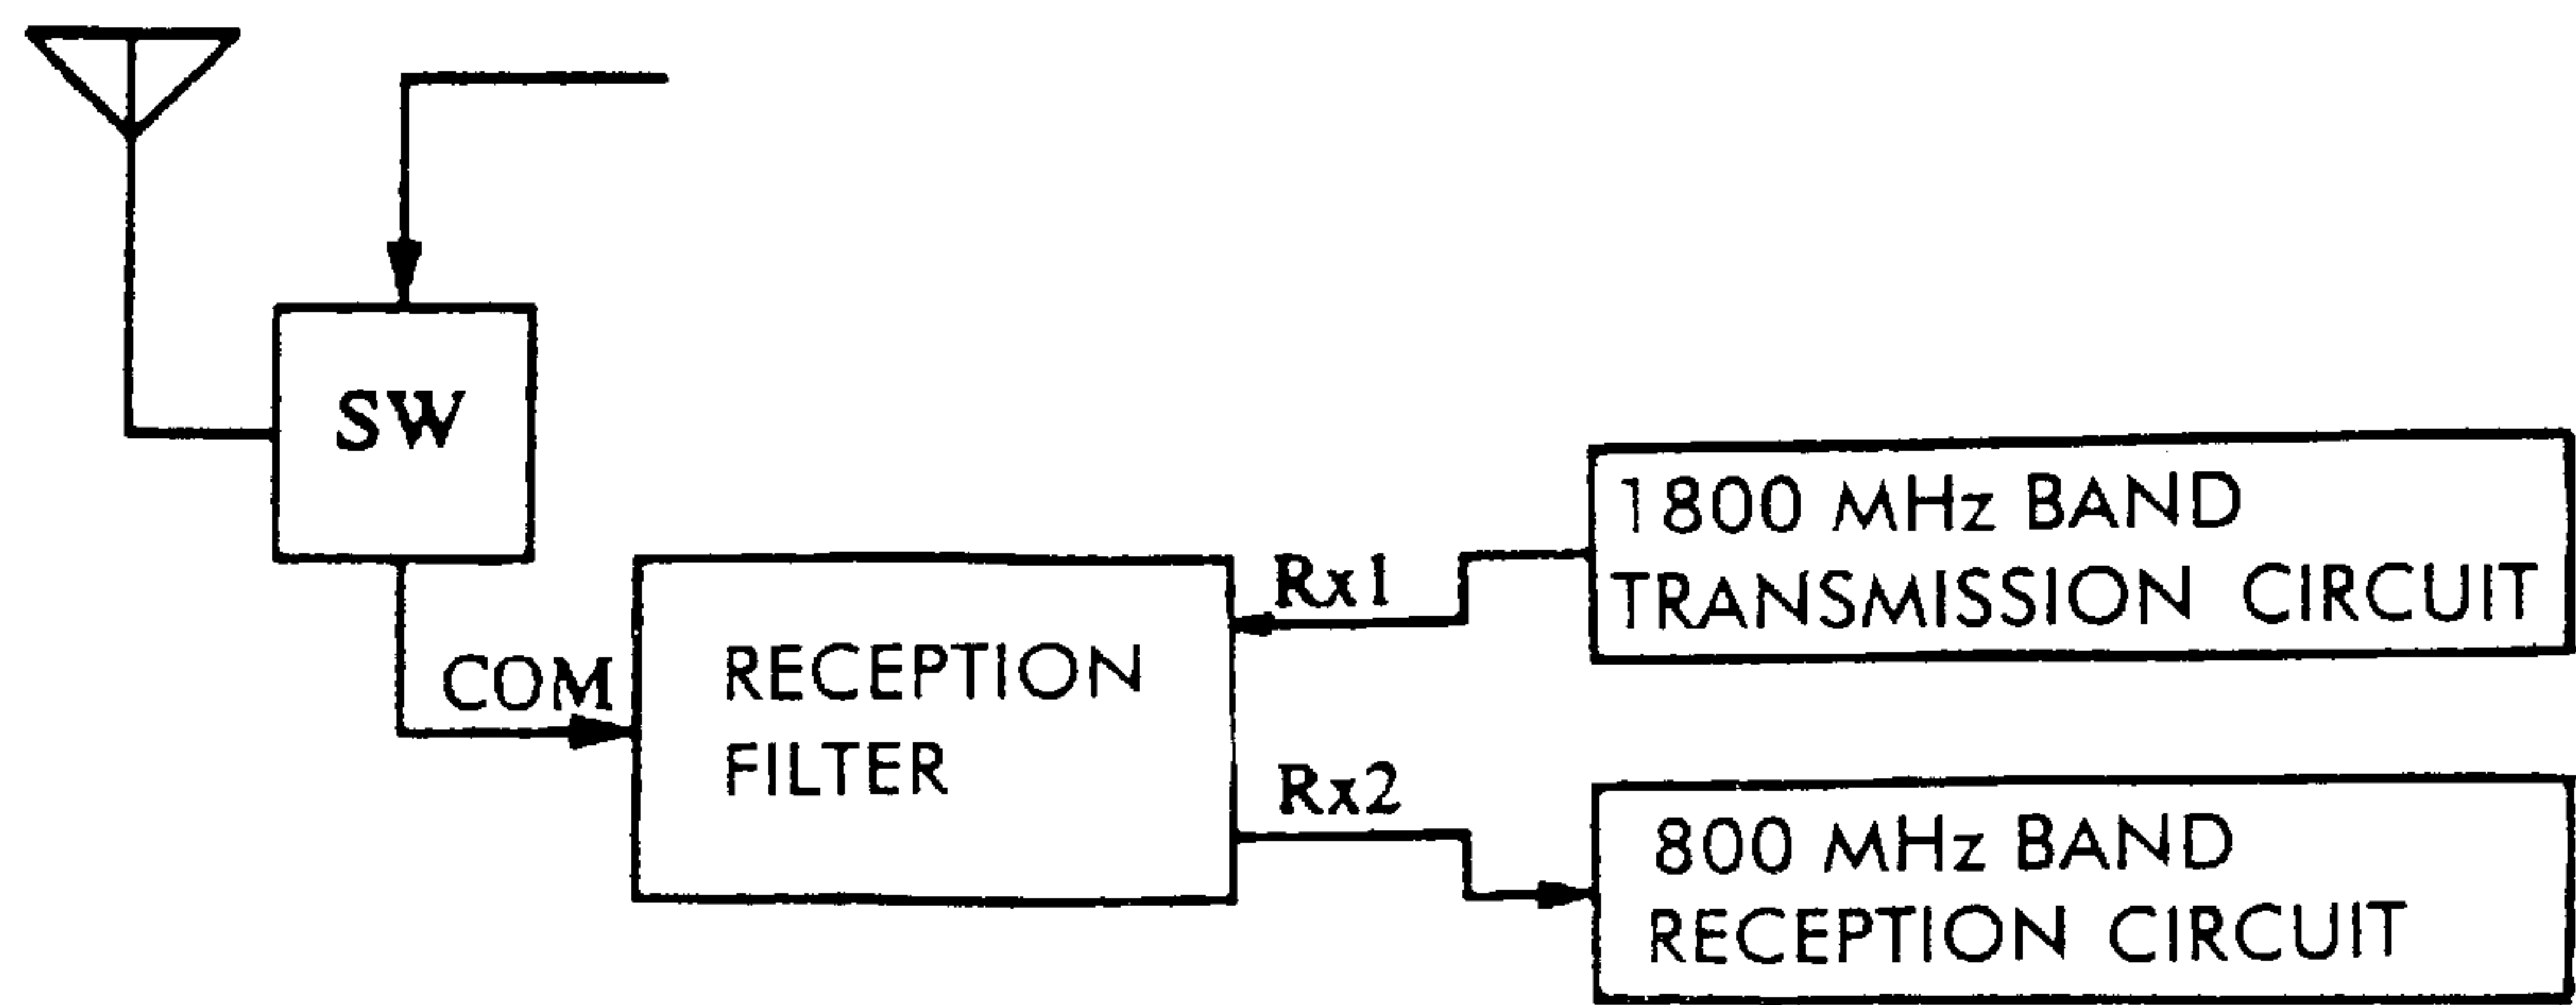 SW
COM
RECEPTION
FILTER
Rx1
Rx2
1800 MHz BAND
TRANSMISSION CIRCUIT
800 MHz BAND
RECEPTION CIRCUIT